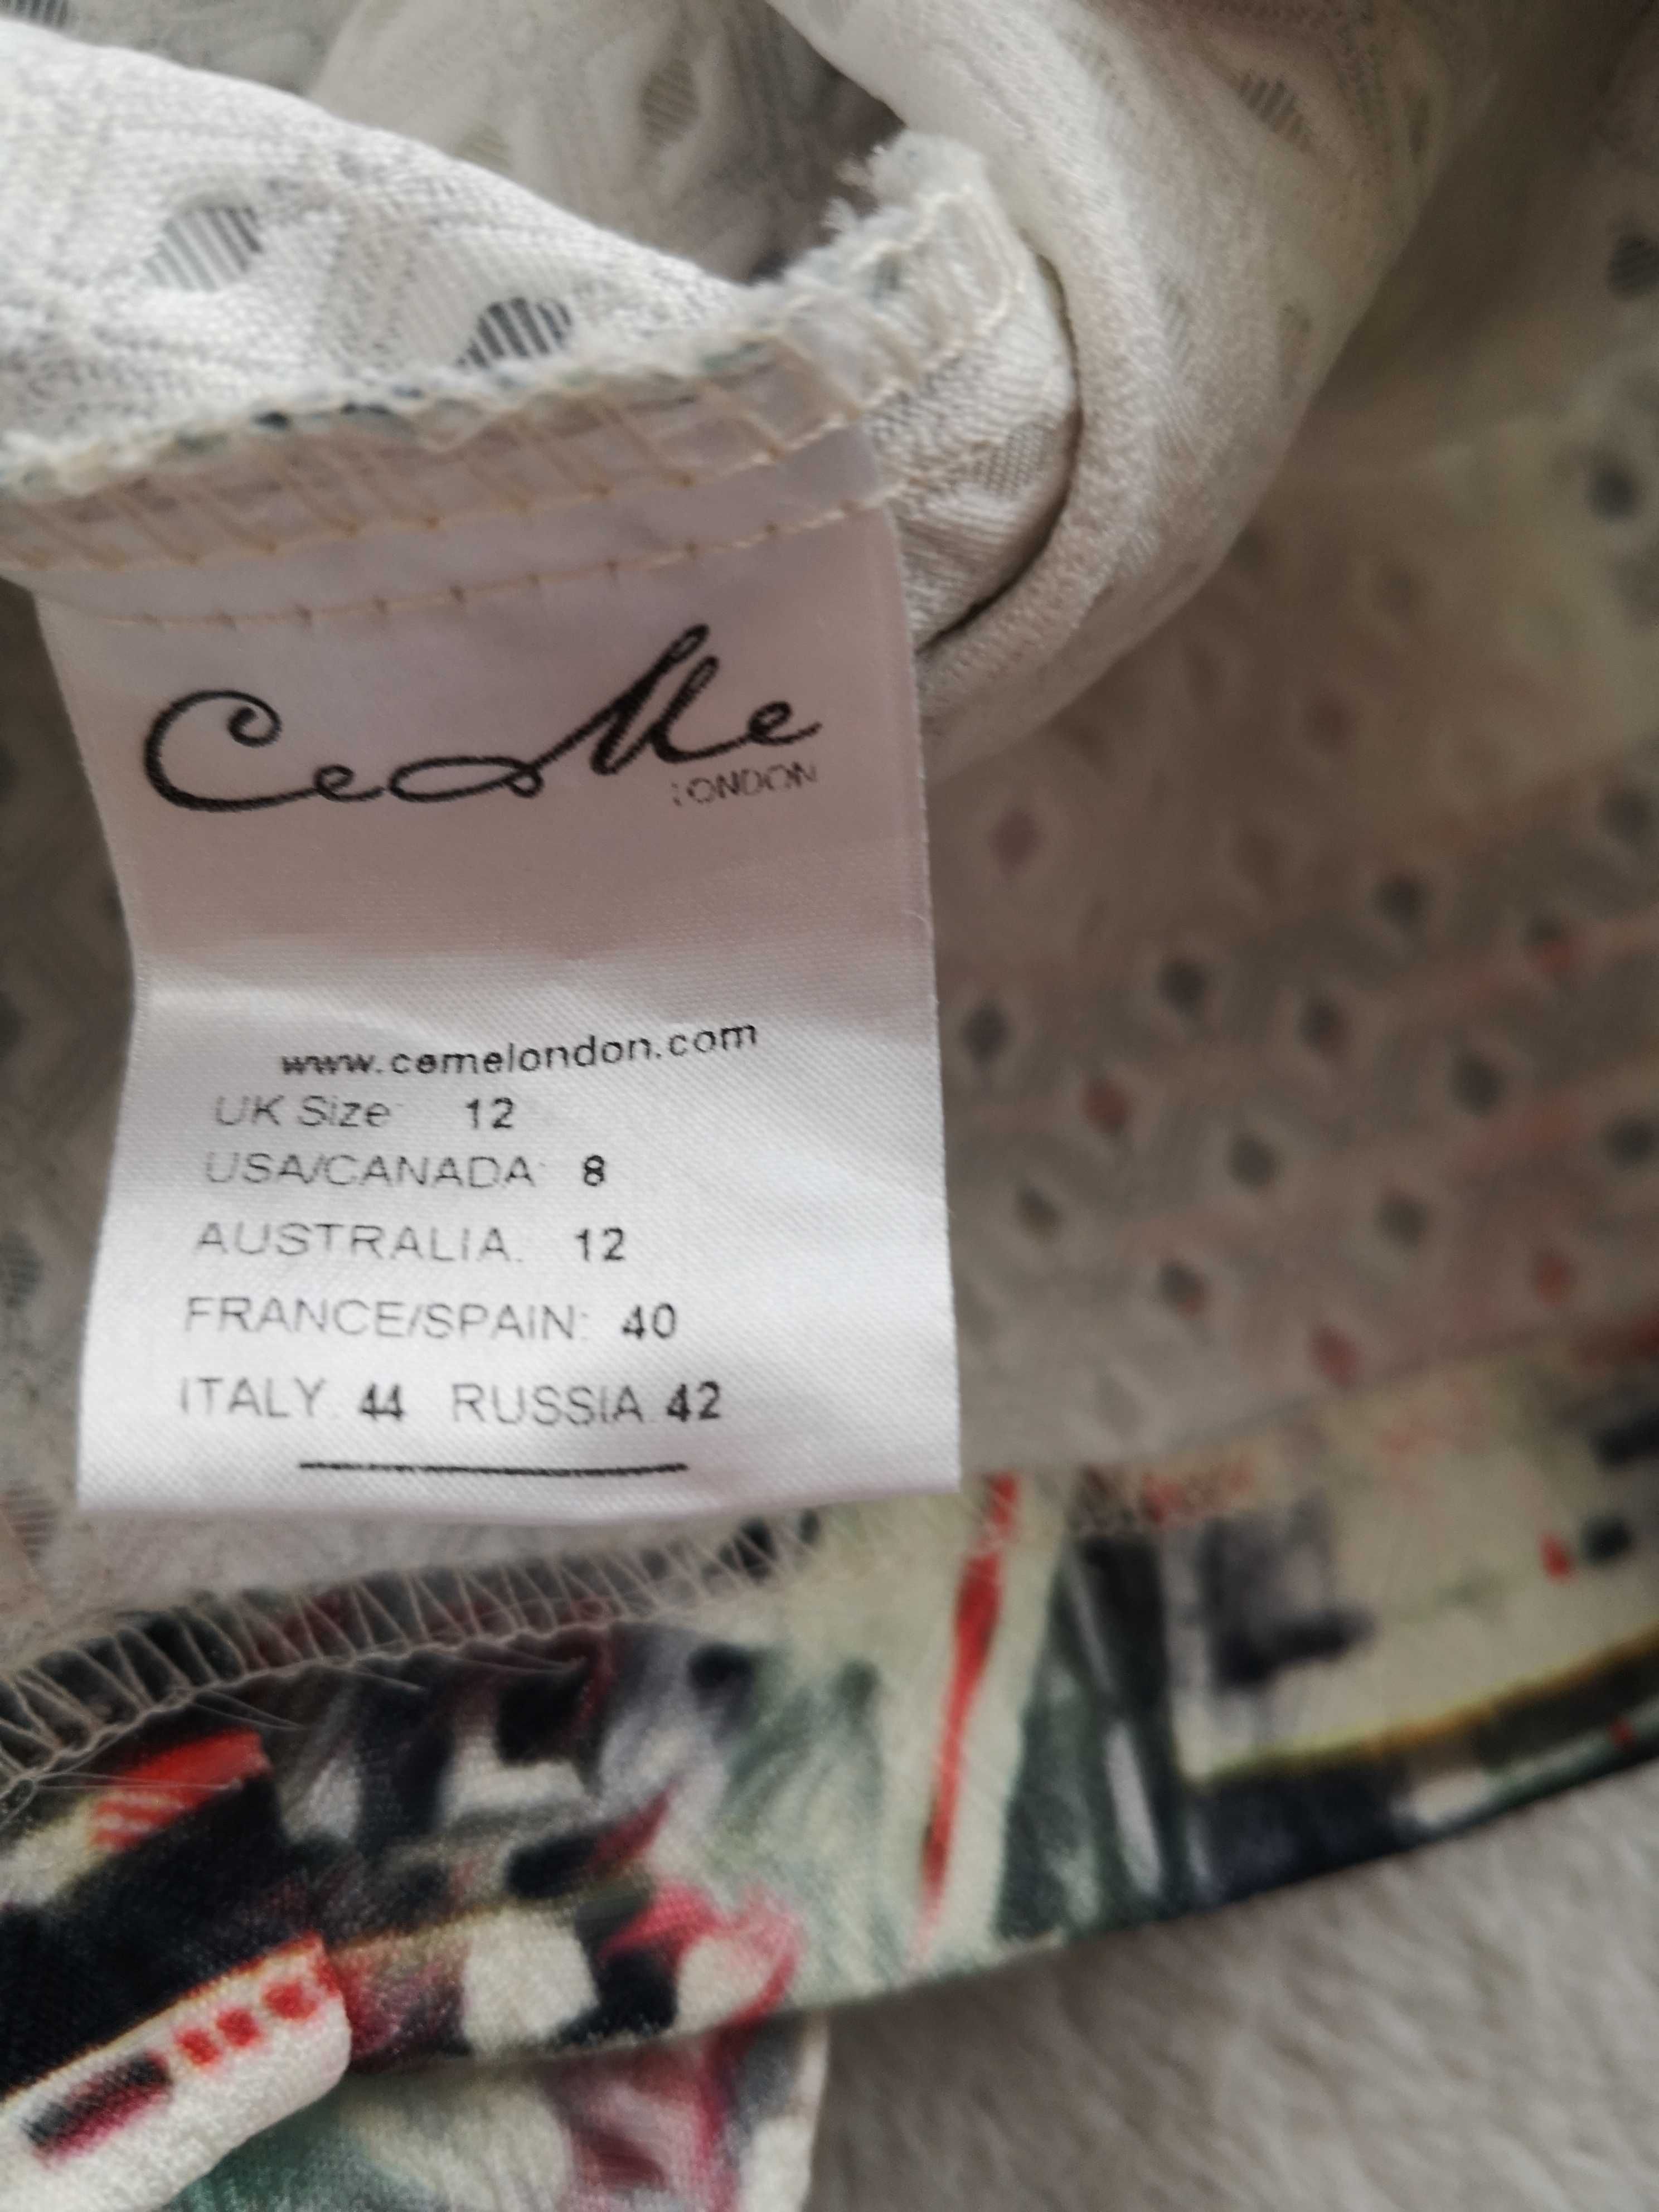 CeMe
LONDON
www.cemelondon.com
UK Size: 12
USA/CANADA: 8
AUSTRALIA: 12
FRANCE/SPAIN: 40
ITALY: 44 RUSSIA: 42